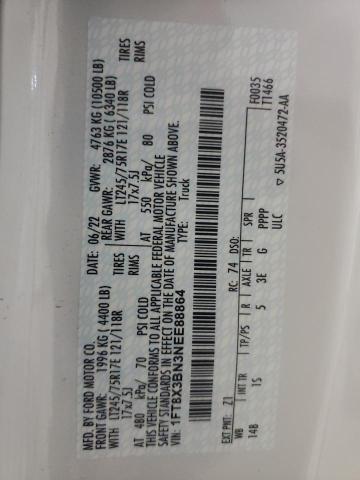 MFD. BY FORD MOTOR CO.
DATE: 06/22 GVWR: 4763 KG (10500 LB)
FRONT GAWR: 1996 KG (4400 LB) REAR GAWR: 2876 KG (6340 LB)
WITH LT245/75R17E 121/118R TIRES WITH LT245/75R17E 121/118R TIRES
17x7.5J RIMS 17x7.5J RIMS
AT 480 kPa/ 70 PSI COLD AT 550 kPa/ 80 PSI COLD
THIS VEHICLE CONFORMS TO ALL APPLICABLE FEDERAL MOTOR VEHICLE
SAFETY STANDARDS IN EFFECT ON THE DATE OF MANUFACTURE SHOWN ABOVE.
VIN: 1FT8X3BN3NEE88864 TYPE: Truck
F0035
T1466
EXT PNT: Z1 RC: 74 DSO:
WB INT TR TP/PS R AXLE TR SPR
14B 1S 5 3E G PPPP
ULC
▽ 5U5A-3520472-AA